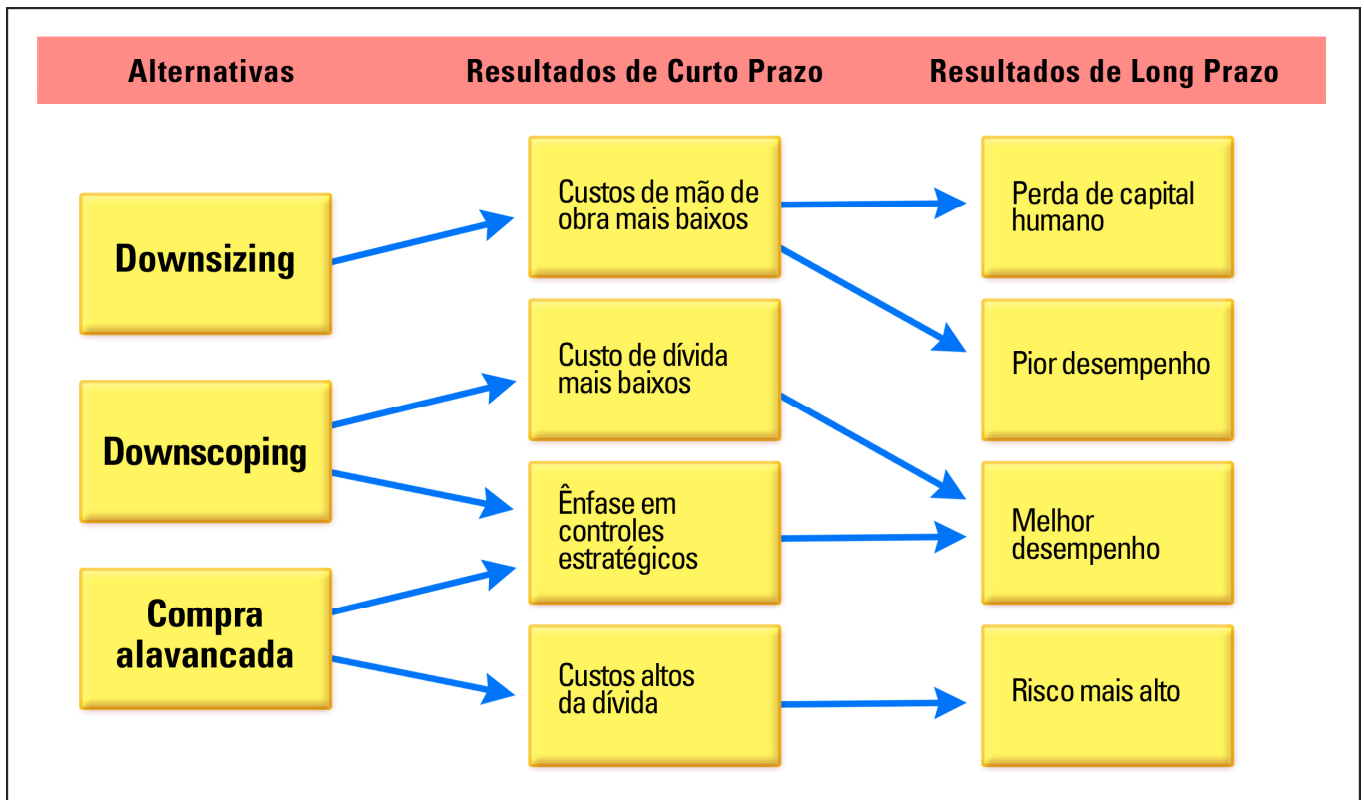 Alternativas
Resultados de Curto Prazo
Resultados de Long Prazo
Downsizing
Downscoping
Compra
alavancada
Custos de mão de
obra mais baixos
Custo de dívida
mais baixos
Ênfase em
controles
estratégicos
Custos altos
da dívida
Perda de capital
humano
Pior desempenho
Melhor
desempenho
Risco mais alto